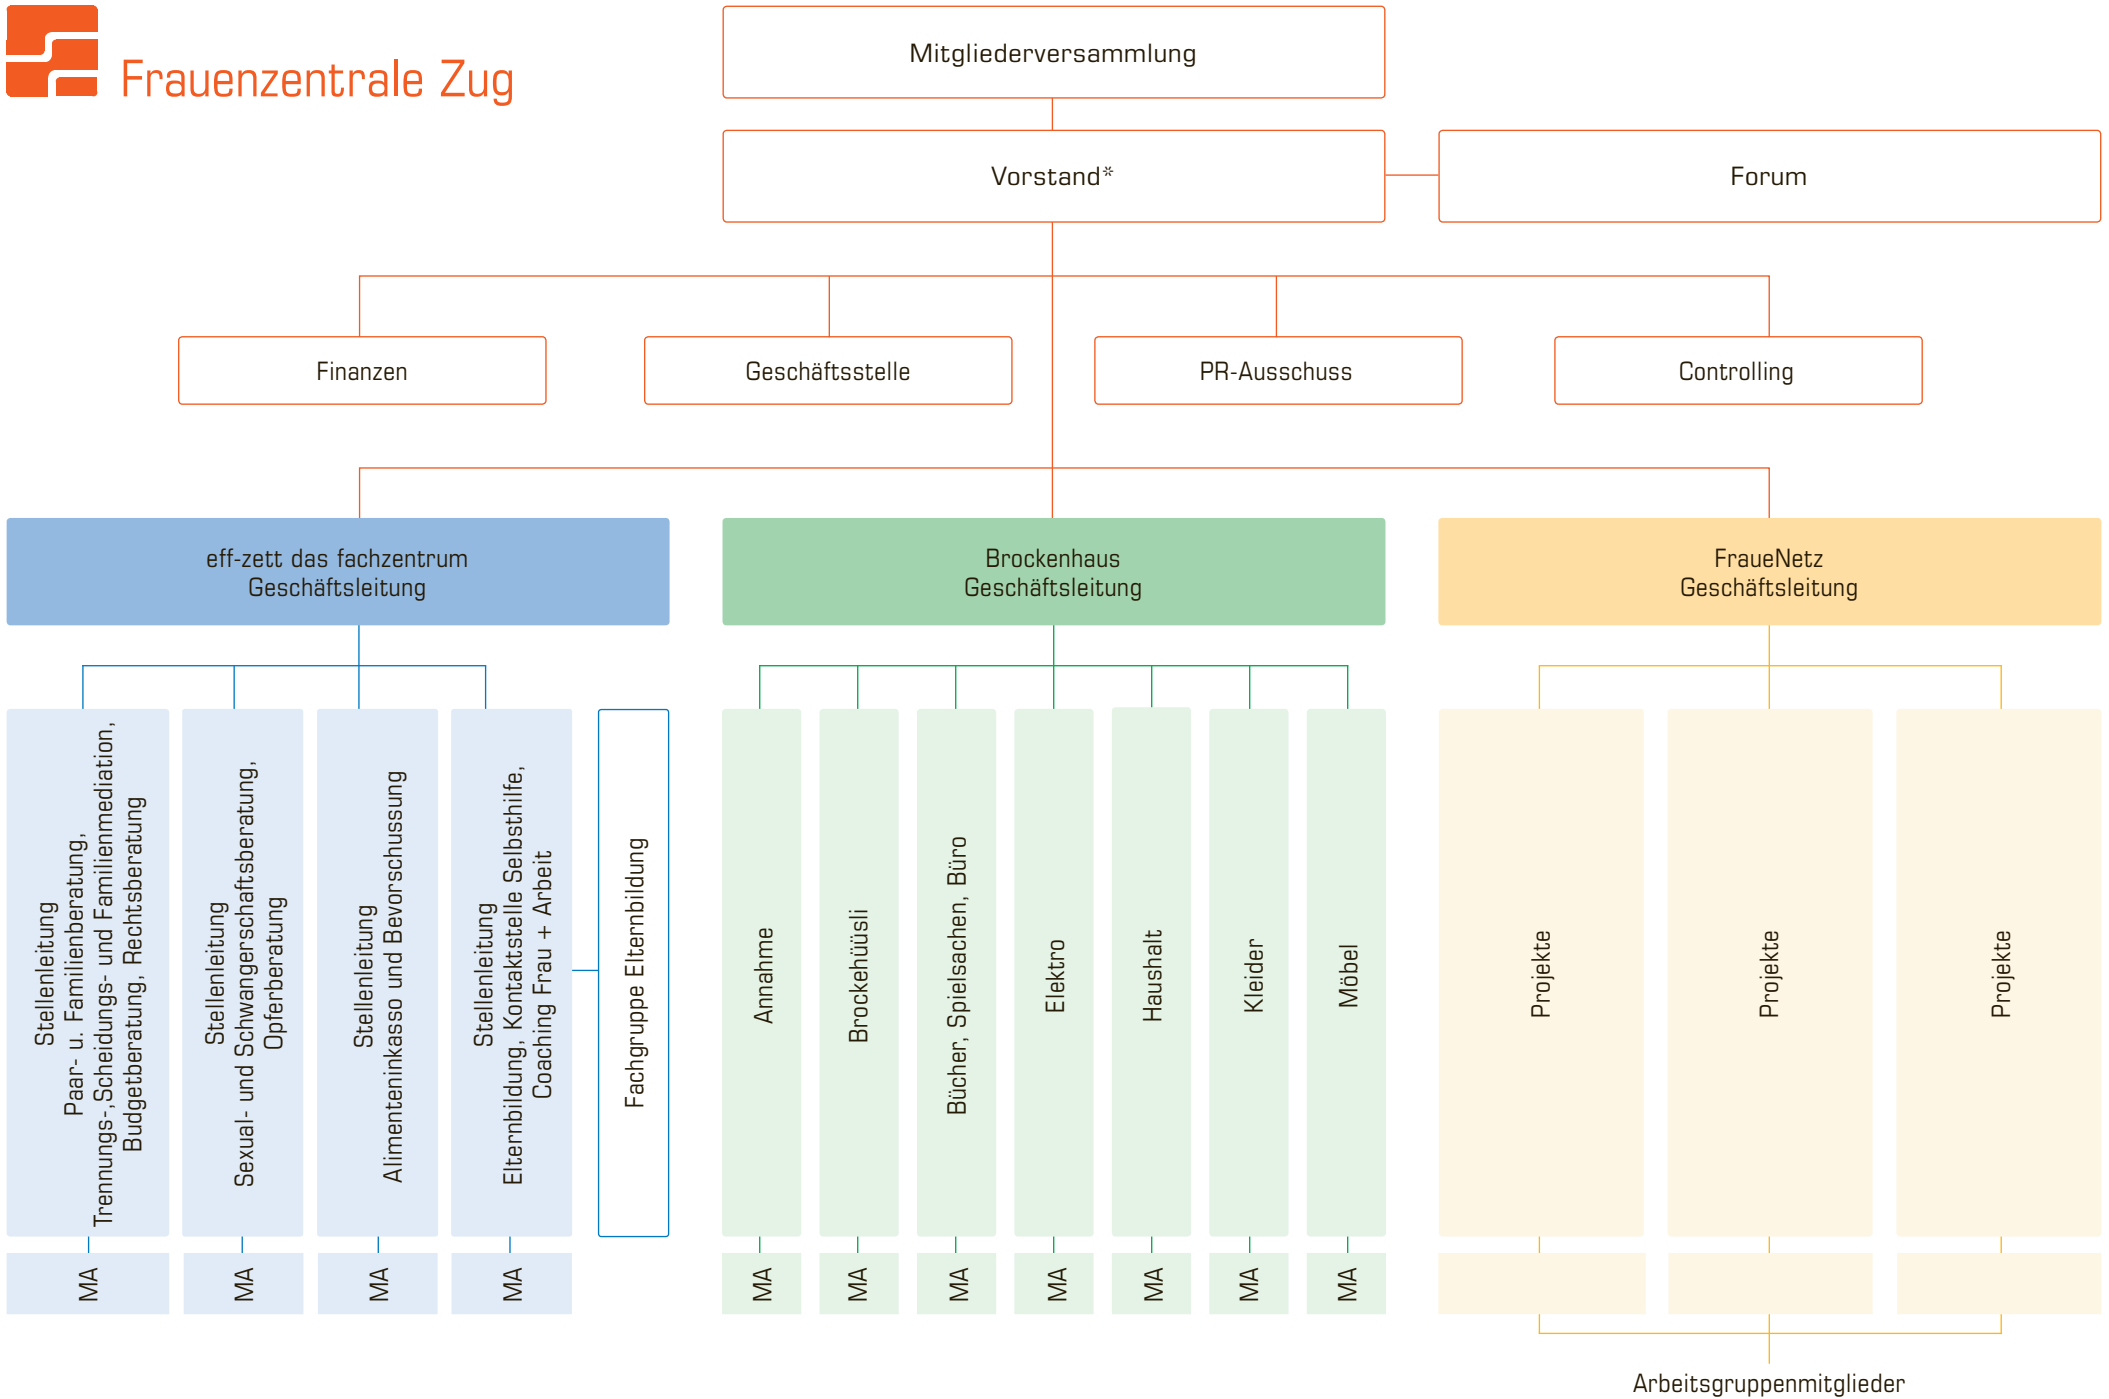 Frauenzentrale Zug
Mitgliederversammlung
Vorstand*
Forum
Finanzen
Geschäftsstelle
PR-Ausschuss
Controlling
eff-zett das fachzentrum
Geschäftsleitung
Brockenhaus
Geschäftsleitung
FraueNetz
Geschäftsleitung
Stellenleitung
Paar- u. Familienberatung,
Trennungs-,Scheidungs- und Familienmediation,
Budgetberatung, Rechtsberatung
Stellenleitung
Sexual- und Schwangerschaftsberatung,
Opferberatung
Stellenleitung
Alimenteninkasso und Bevorschussung
Stellenleitung
Elternbildung, Kontaktstelle Selbsthilfe,
Coaching Frau + Arbeit
Fachgruppe Elternbildung
Annahme
Brockehüüsli
Bücher, Spielsachen, Büro
Elektro
Haushalt
Kleider
Möbel
Projekte
Projekte
Projekte
MA
MA
MA
MA
MA
MA
MA
MA
MA
MA
MA
Arbeitsgruppenmitglieder